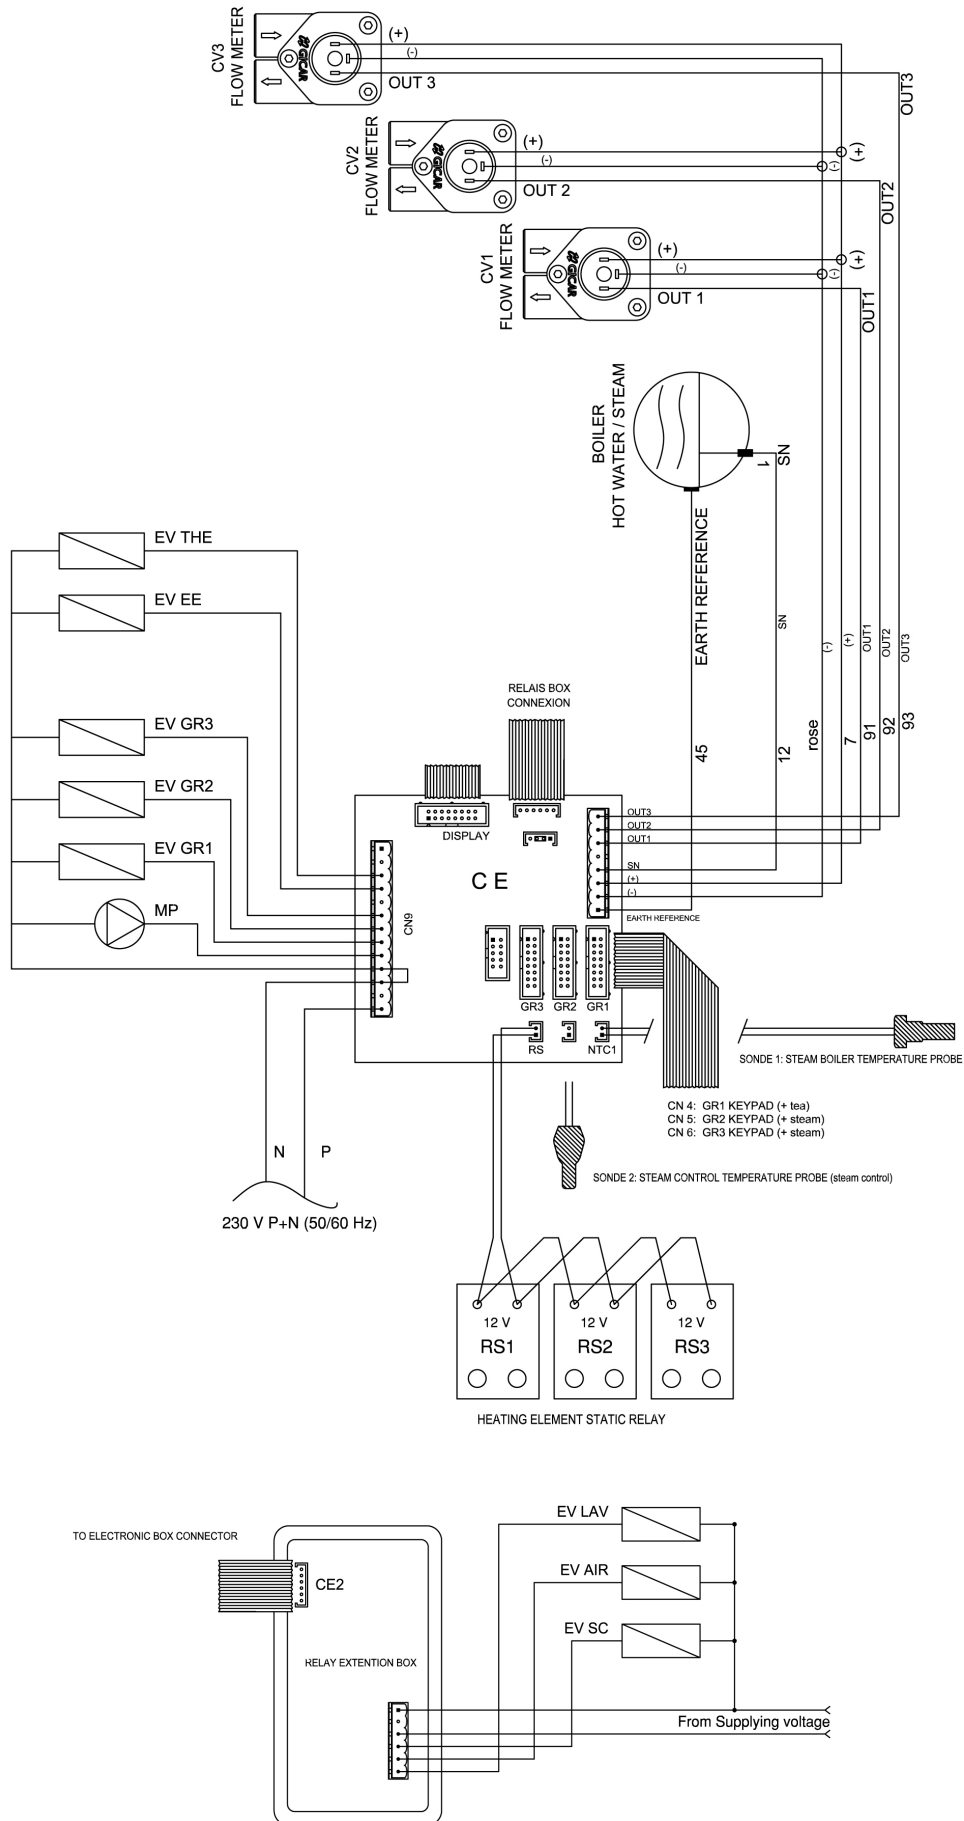 CV3
FLOW METER
GICAR
(+)
(-)
OUT 3
OUT3
CV2
FLOW METER
GICAR
(+)
(-)
OUT 2
(+)
(-)
OUT2
CV1
FLOW METER
GICAR
(+)
(-)
OUT 1
(+)
(-)
OUT1
BOILER
HOT WATER / STEAM
1
SN
EARTH REFERENCE
SN
(-)
(+)
OUT1
OUT2
OUT3
45
12
rose
7
91
92
93
EV THE
EV EE
EV GR3
EV GR2
EV GR1
MP
RELAIS BOX
CONNEXION
DISPLAY
C E
CN9
OUT3
OUT2
OUT1
SN
(+)
(-)
EARTH REFERENCE
GR3
GR2
GR1
RS
NTC1
SONDE 1: STEAM BOILER TEMPERATURE PROBE
CN 4: GR1 KEYPAD (+ tea)
CN 5: GR2 KEYPAD (+ steam)
CN 6: GR3 KEYPAD (+ steam)
SONDE 2: STEAM CONTROL TEMPERATURE PROBE (steam control)
N
P
230 V P+N (50/60 Hz)
12 V
RS1
12 V
RS2
12 V
RS3
HEATING ELEMENT STATIC RELAY
TO ELECTRONIC BOX CONNECTOR
CE2
RELAY EXTENTION BOX
EV LAV
EV AIR
EV SC
From Supplying voltage